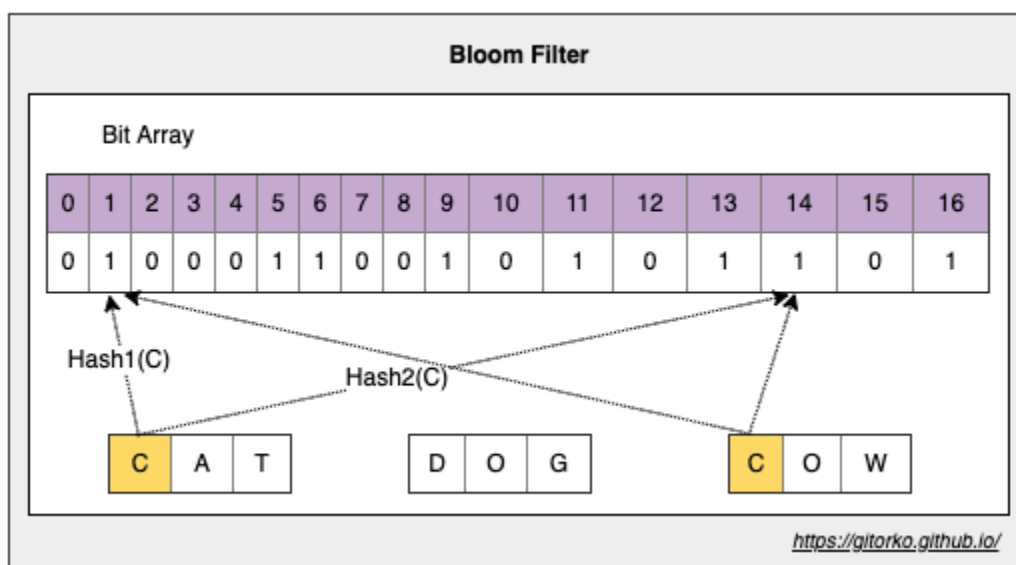 Bloom Filter
Bit Array
0 1 2 3 4 5 6 7 8 9 10 11 12 13 14 15 16
0 1 0 0 0 1 1 0 0 1 0 1 0 1 1 0 1
Hash1(C)
Hash2(C)
C A T D O G C O W
https://gitorko.github.io/